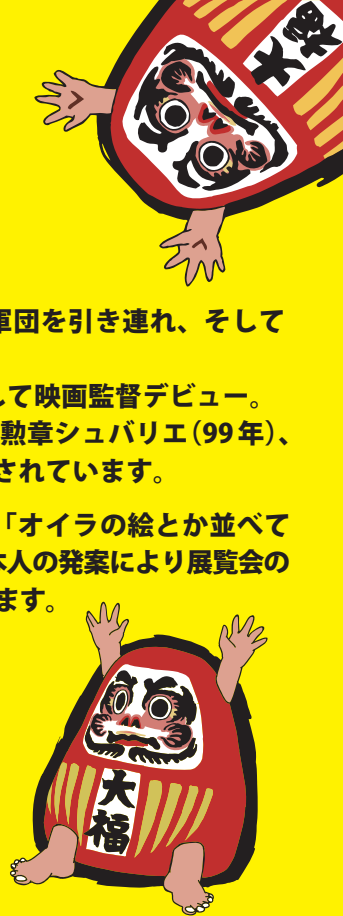 大福
軍団を引き連れ、そして
して映画監督デビュー。
勲章シュバリエ(99年)、
されています。
「オイラの絵とか並べて
本人の発案により展覧会の
ます。
大福